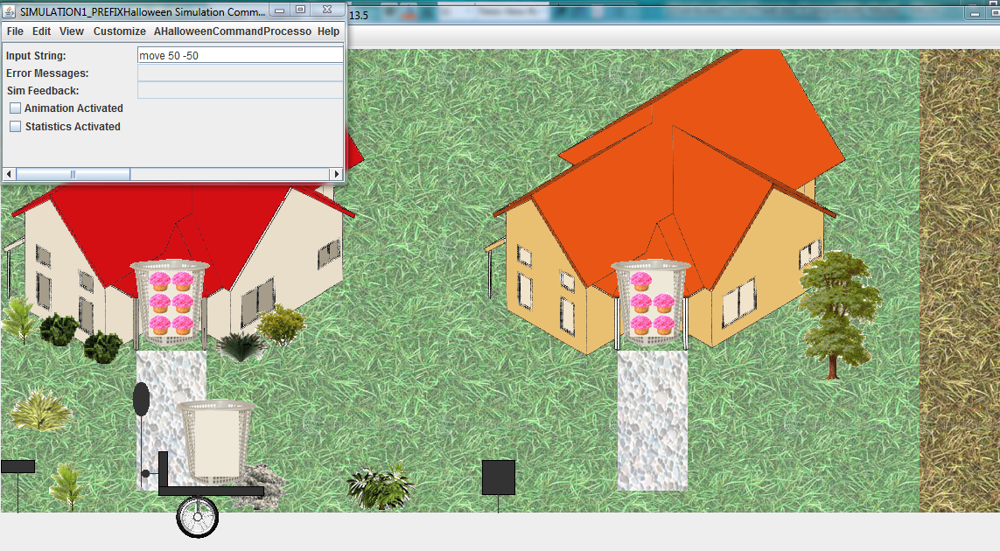 SIMULATION1_PREFIXHalloween Simulation Comm...
13.5
File Edit View Customize AHalloweenCommandProcesso Help
Input String: move 50 -50
Error Messages:
Sim Feedback:
Animation Activated
Statistics Activated